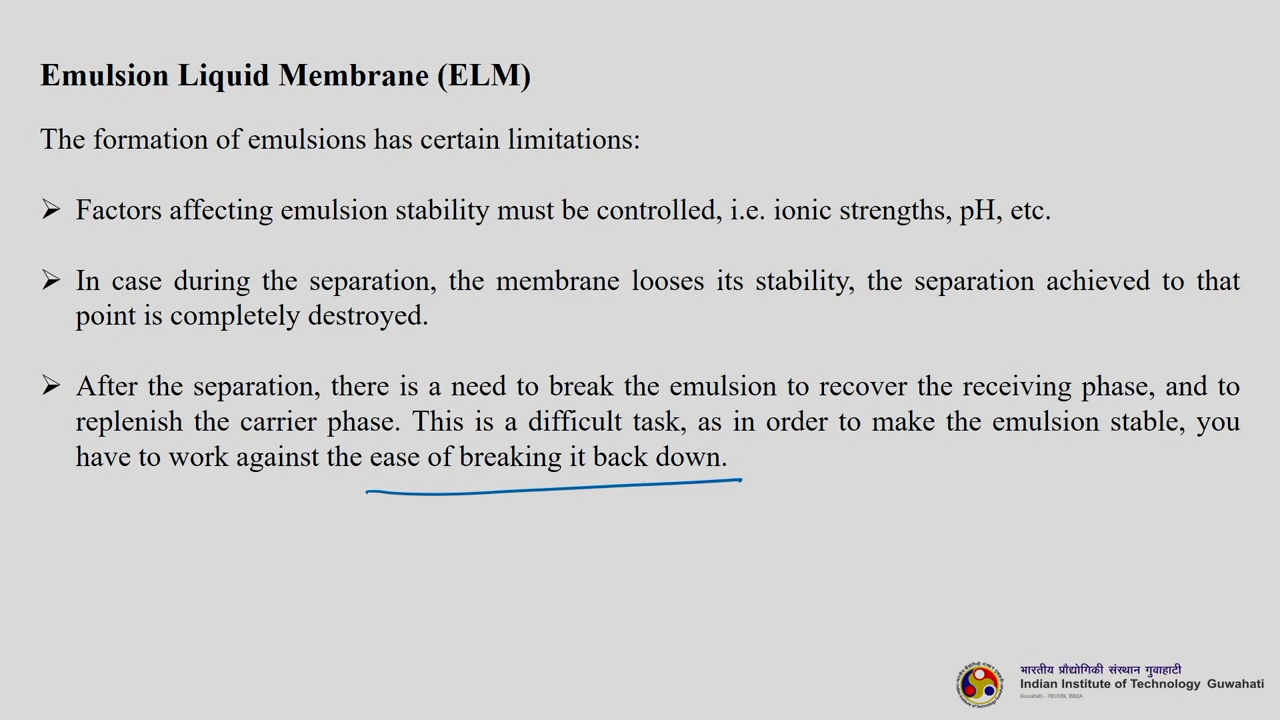 Emulsion Liquid Membrane (ELM)
The formation of emulsions has certain limitations:
➢ Factors affecting emulsion stability must be controlled, i.e. ionic strengths, pH, etc.
➢ In case during the separation, the membrane looses its stability, the separation achieved to that
point is completely destroyed.
➢ After the separation, there is a need to break the emulsion to recover the receiving phase, and to
replenish the carrier phase. This is a difficult task, as in order to make the emulsion stable, you
have to work against the ease of breaking it back down.
भारतीय प्रौद्योगिकी संस्थान गुवाहाटी
Indian Institute of Technology Guwahati
Guwahati - 781039, INDIA